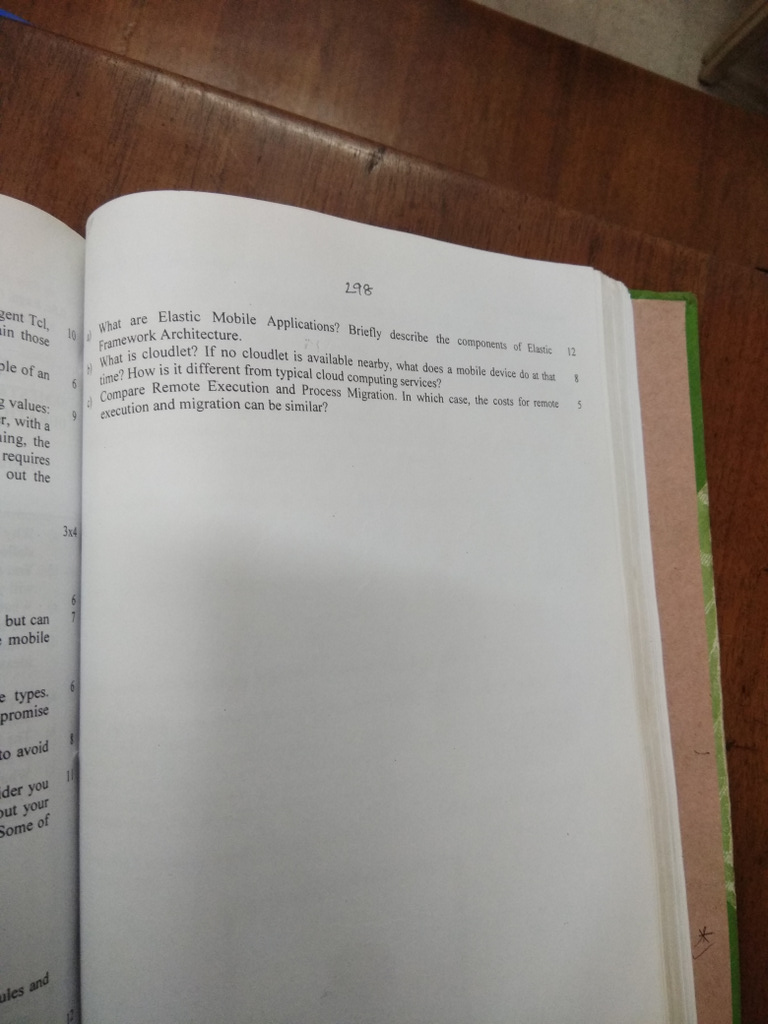 gent Tcl,
in those
10
ple of an
6
g values:
9
r, with a
ing, the
requires
out the
3x4
6
but can
7
mobile
e types.
6
promise
to avoid
8
11
ider you
out your
Some of
ules and
12
298
a) What are Elastic Mobile Applications? Briefly describe the components of Elastic 12
Framework Architecture.
b) What is cloudlet? If no cloudlet is available nearby, what does a mobile device do at that 8
time? How is it different from typical cloud computing services?
c) Compare Remote Execution and Process Migration. In which case, the costs for remote 5
execution and migration can be similar?